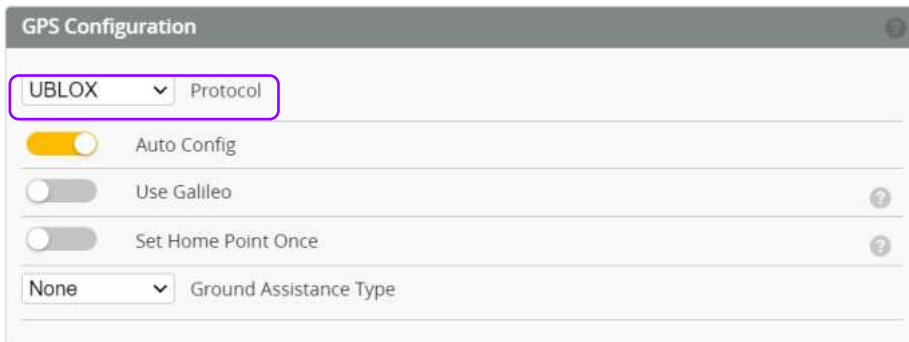 GPS Configuration
UBLOX Protocol
Auto Config
Use Galileo
Set Home Point Once
None Ground Assistance Type